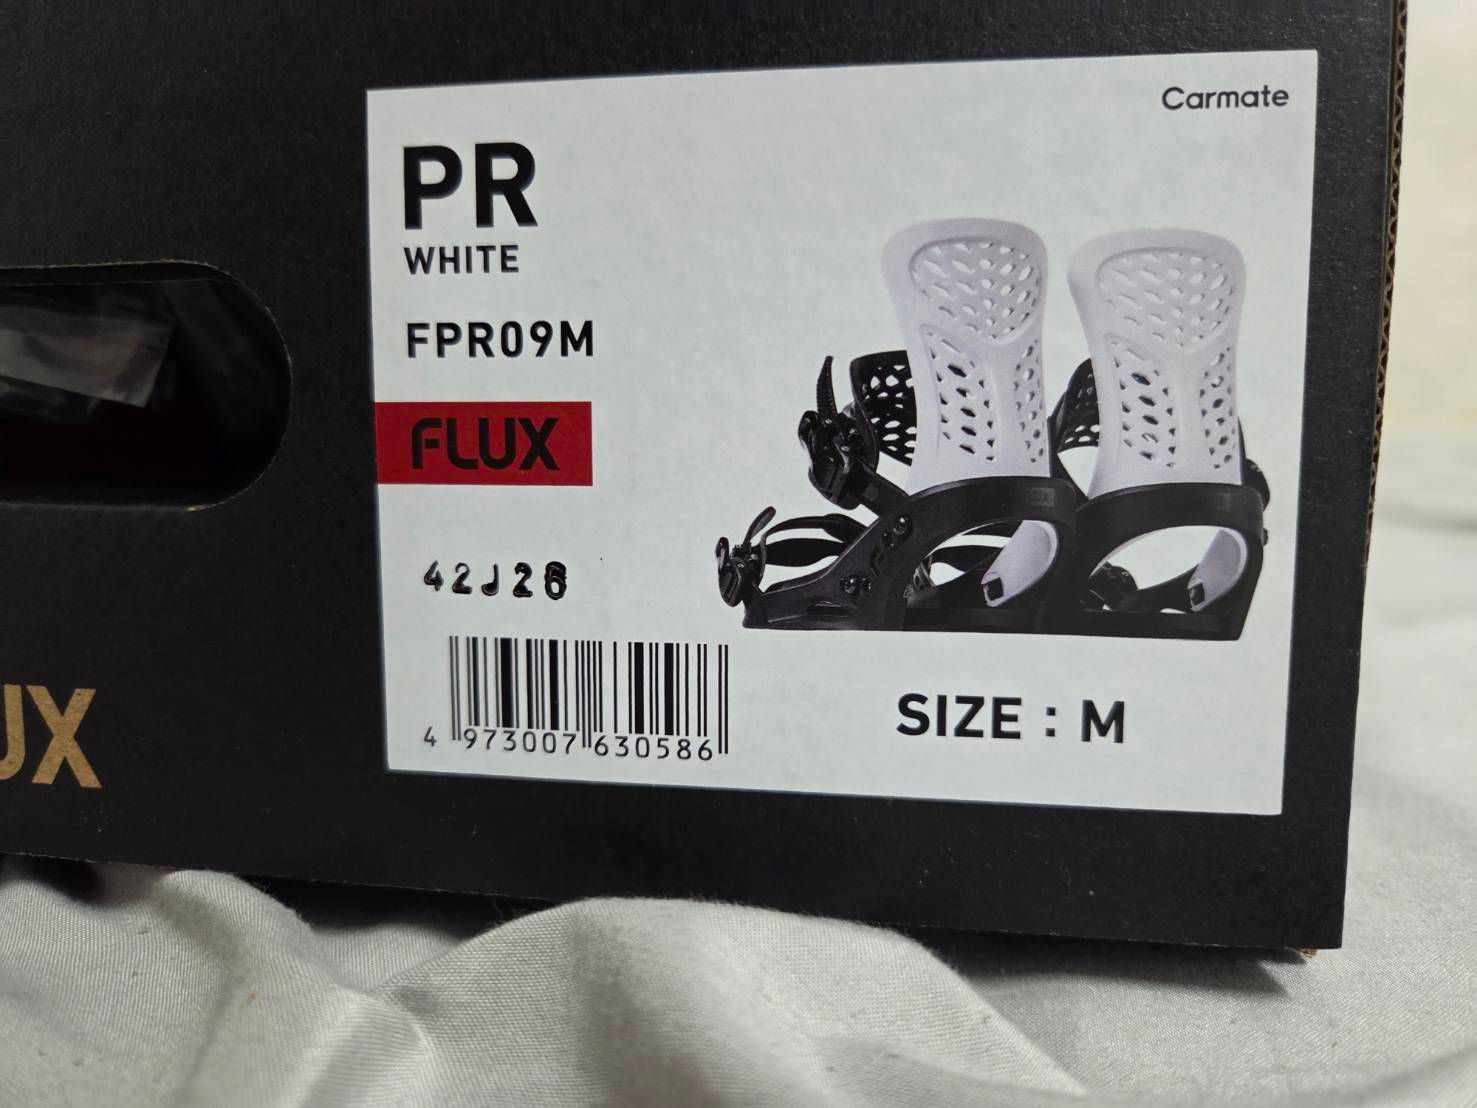 Carmate
PR
WHITE
FPR09M
FLUX
42J26
4 973007 630586
SIZE : M
UX